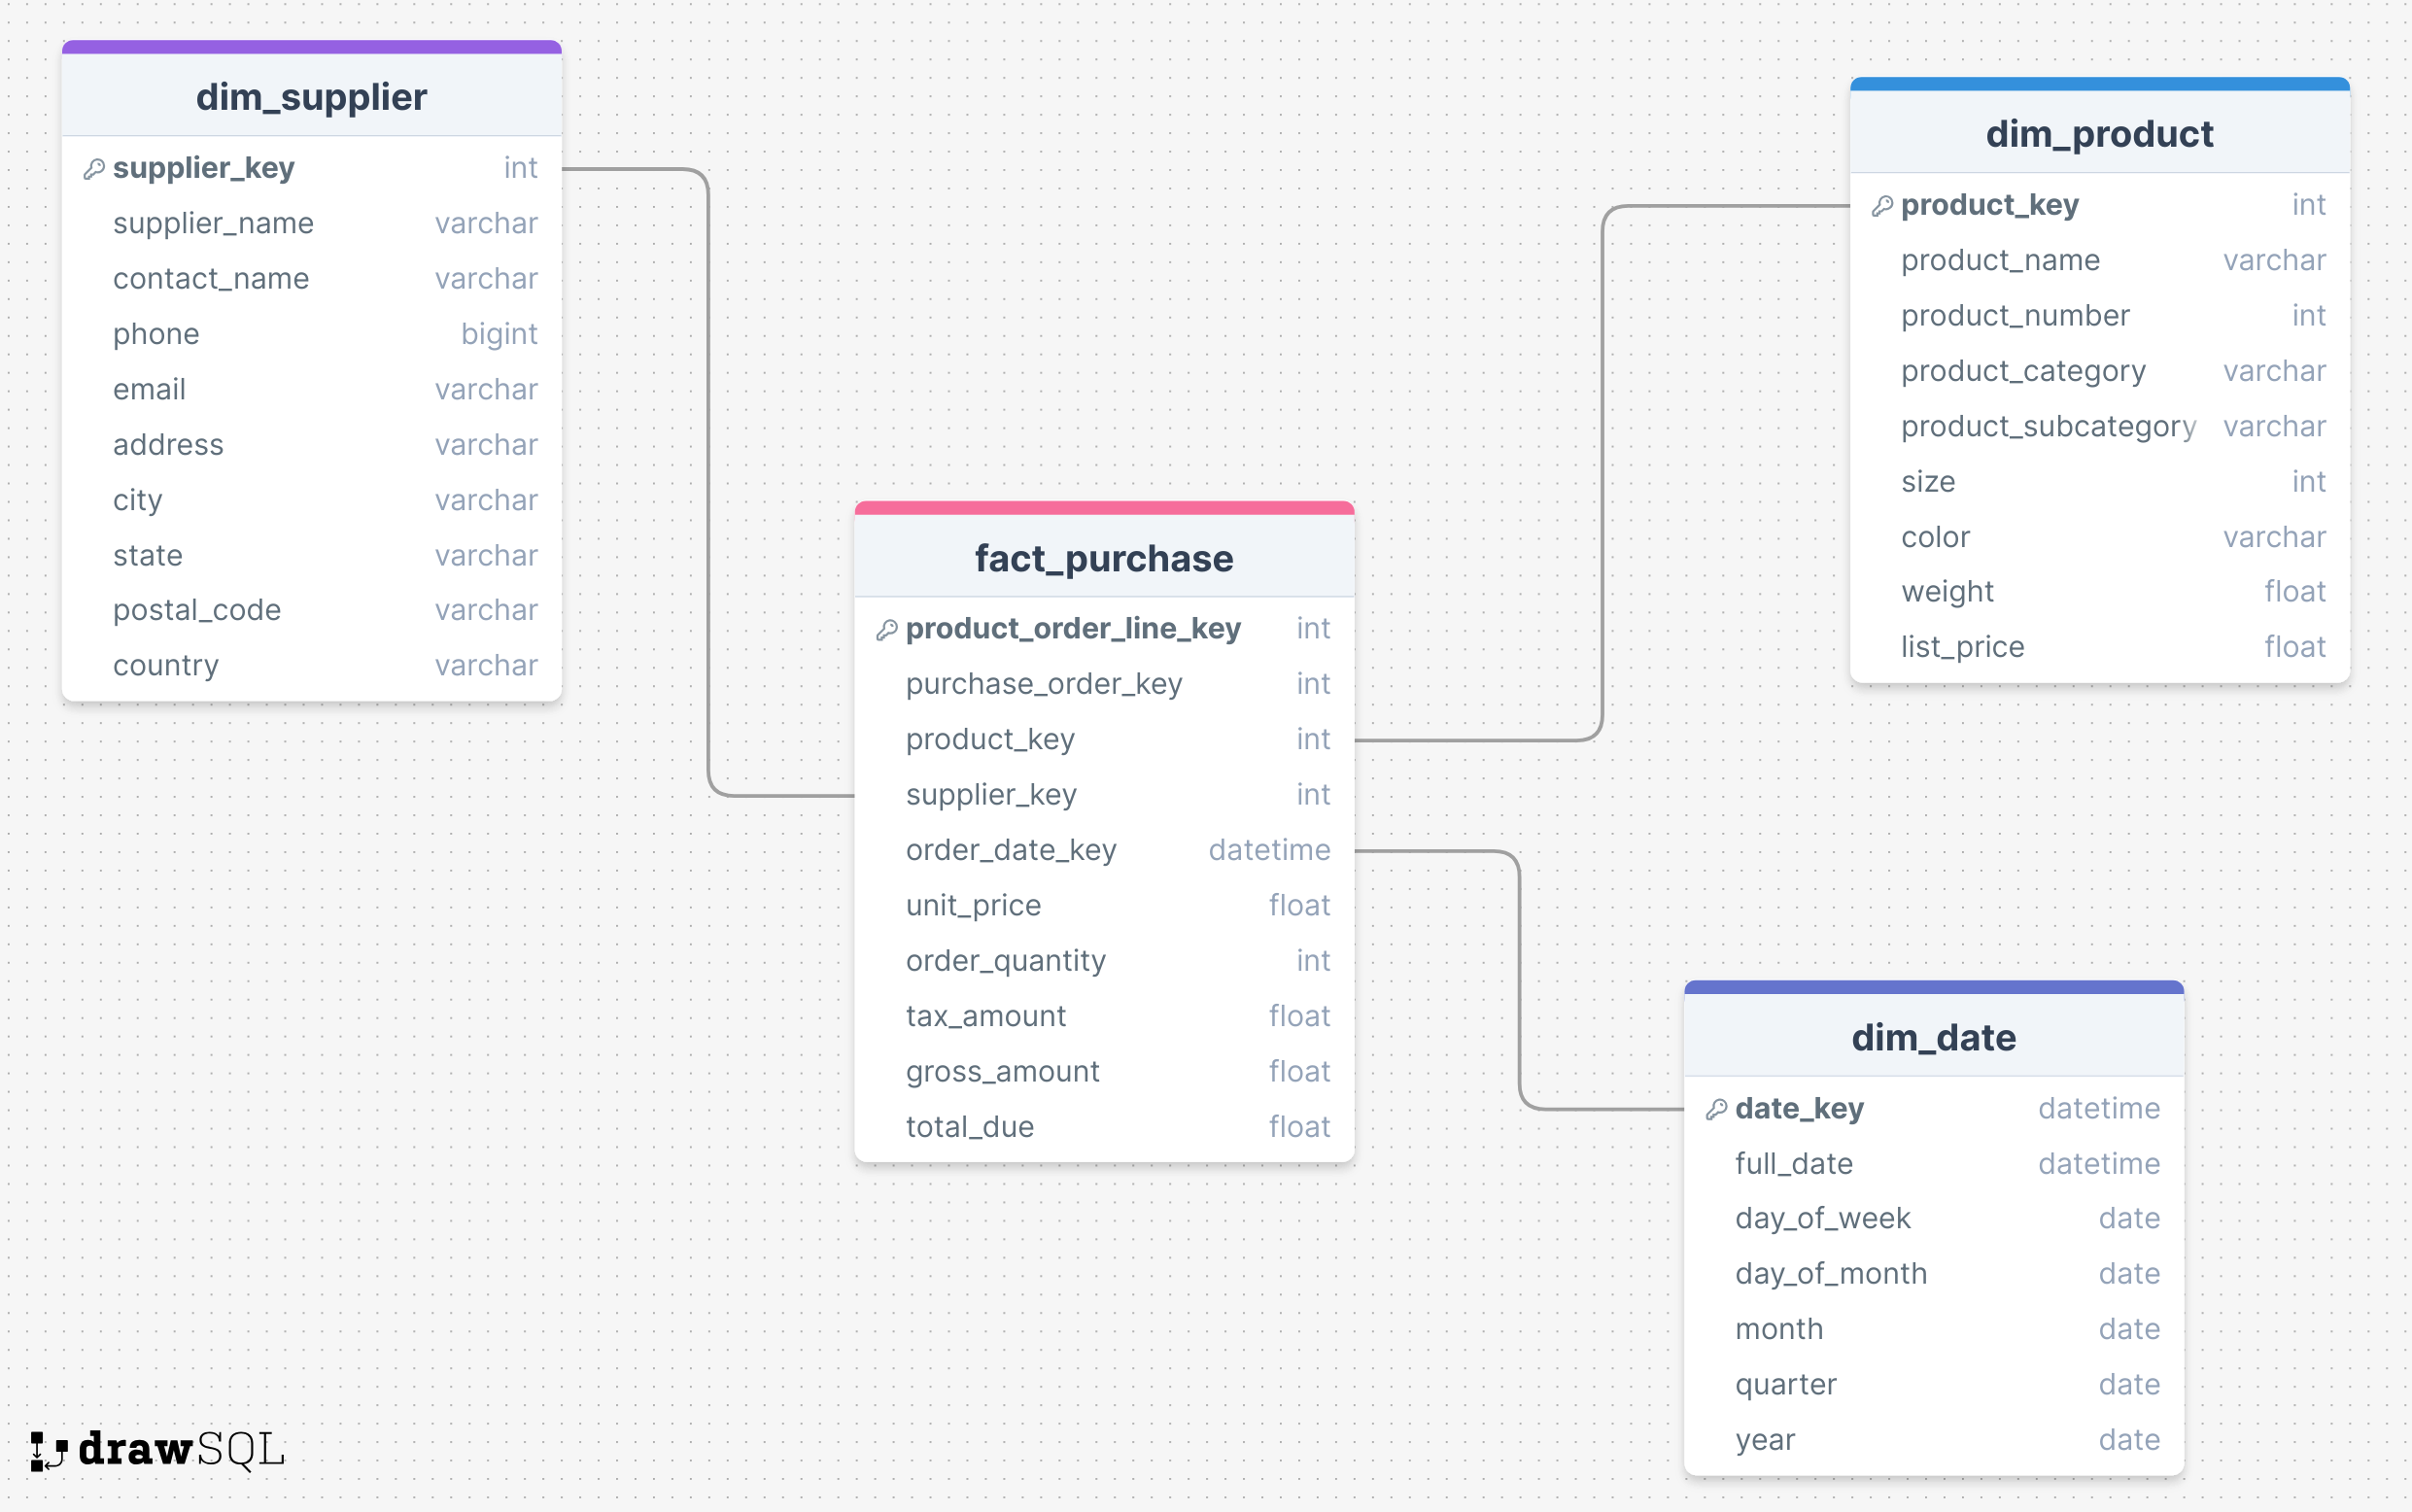 dim_supplier
supplier_key int
supplier_name varchar
contact_name varchar
phone bigint
email varchar
address varchar
city varchar
state varchar
postal_code varchar
country varchar
dim_product
product_key int
product_name varchar
product_number int
product_category varchar
product_subcategory varchar
size int
color varchar
weight float
list_price float
fact_purchase
product_order_line_key int
purchase_order_key int
product_key int
supplier_key int
order_date_key datetime
unit_price float
order_quantity int
tax_amount float
gross_amount float
total_due float
dim_date
date_key datetime
full_date datetime
day_of_week date
day_of_month date
month date
quarter date
year date
drawSQL